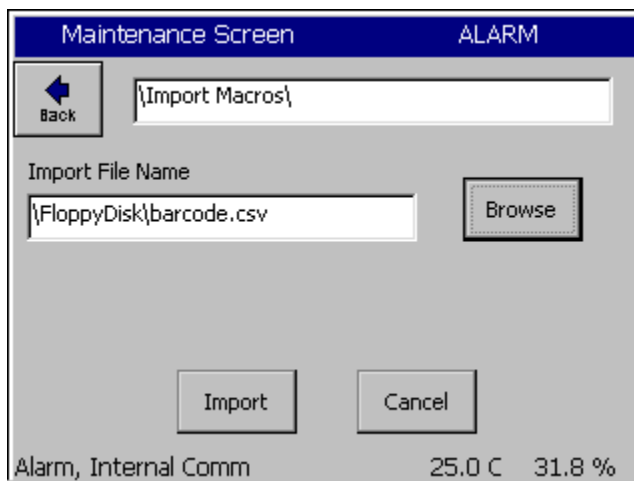 Maintenance Screen ALARM
Back
\Import Macros\
Import File Name
\FloppyDisk\barcode.csv
Browse
Import Cancel
Alarm, Internal Comm 25.0 C 31.8 %